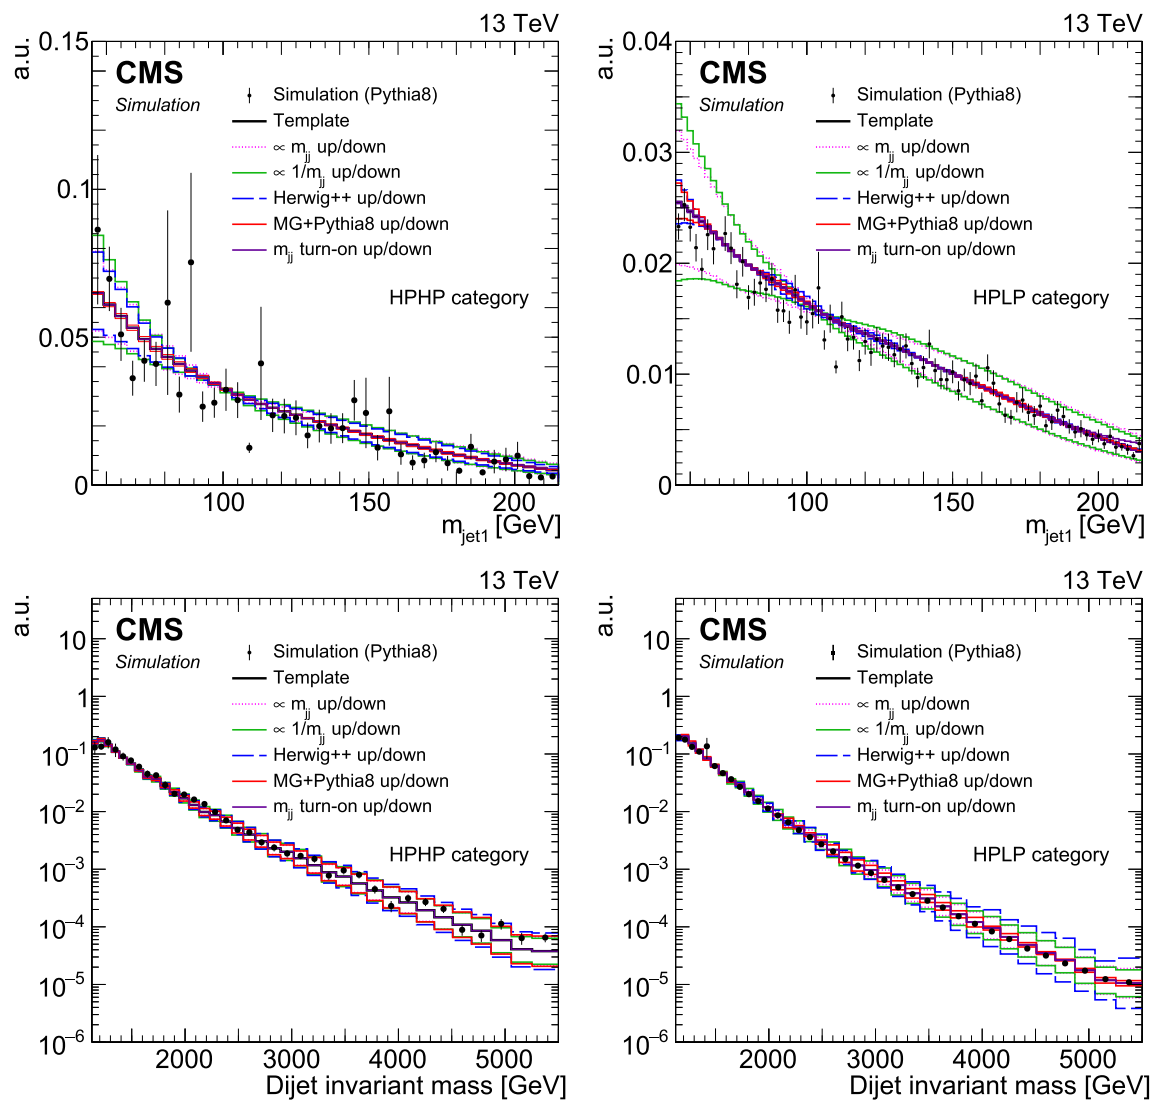 13 TeV
a.u.
0.15
0.1
0.05
0
CMS
Simulation
Simulation (Pythia8)
Template
∝ m_jj up/down
∝ 1/m_jj up/down
Herwig++ up/down
MG+Pythia8 up/down
m_jj turn-on up/down
HPHP category
100 150 200
m_jet1 [GeV]
13 TeV
a.u.
0.04
0.03
0.02
0.01
0
CMS
Simulation
Simulation (Pythia8)
Template
∝ m_jj up/down
∝ 1/m_jj up/down
Herwig++ up/down
MG+Pythia8 up/down
m_jj turn-on up/down
HPLP category
100 150 200
m_jet1 [GeV]
13 TeV
a.u.
10
1
10⁻¹
10⁻²
10⁻³
10⁻⁴
10⁻⁵
10⁻⁶
CMS
Simulation
Simulation (Pythia8)
Template
∝ m_jj up/down
∝ 1/m_jj up/down
Herwig++ up/down
MG+Pythia8 up/down
m_jj turn-on up/down
HPHP category
2000 3000 4000 5000
Dijet invariant mass [GeV]
13 TeV
a.u.
10
1
10⁻¹
10⁻²
10⁻³
10⁻⁴
10⁻⁵
10⁻⁶
CMS
Simulation
Simulation (Pythia8)
Template
∝ m_jj up/down
∝ 1/m_jj up/down
Herwig++ up/down
MG+Pythia8 up/down
m_jj turn-on up/down
HPLP category
2000 3000 4000 5000
Dijet invariant mass [GeV]